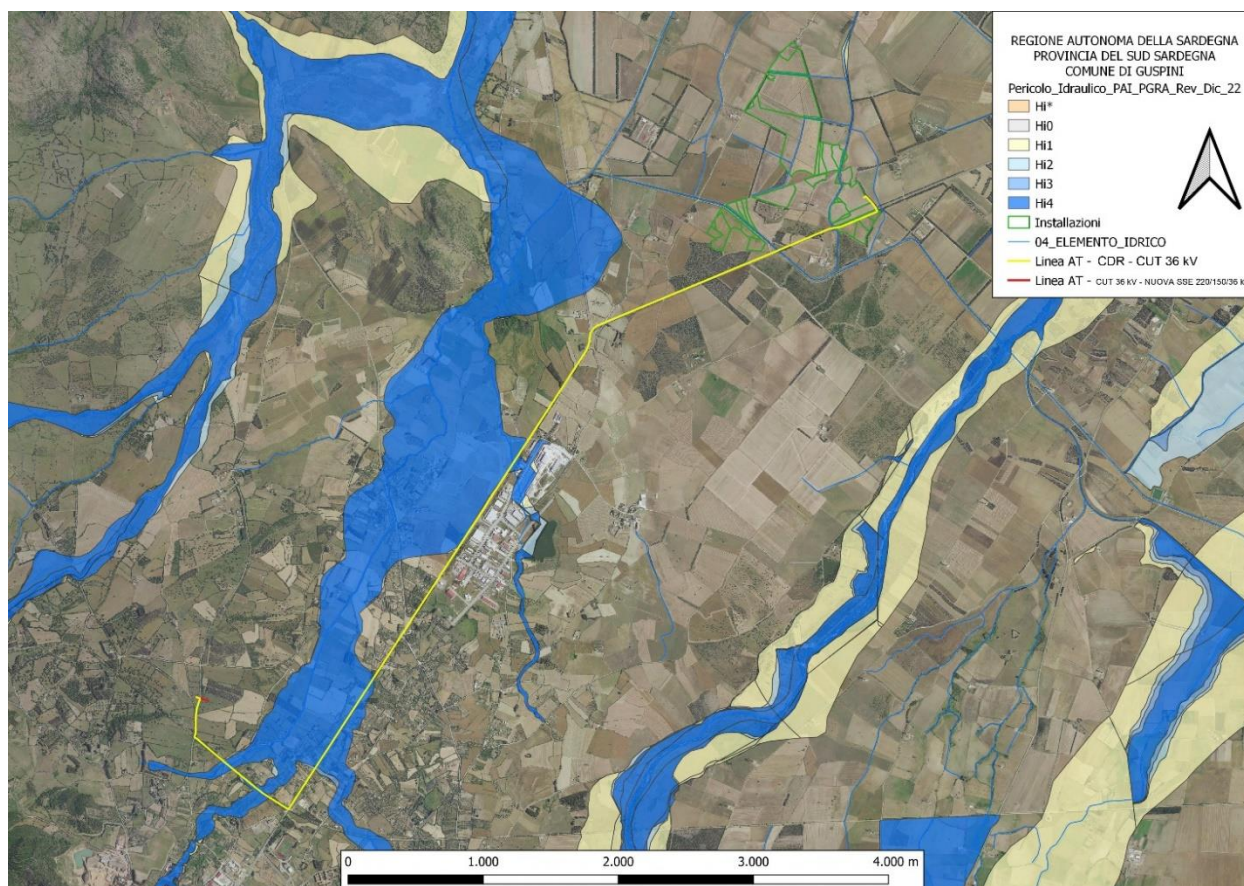 REGIONE AUTONOMA DELLA SARDEGNA
PROVINCIA DEL SUD SARDEGNA
COMUNE DI GUSPINI
Pericolo_Idraulico_PAI_PGRA_Rev_Dic_22
Hi*
Hi0
Hi1
Hi2
Hi3
Hi4
Installazioni
04_ELEMENTO_IDRICO
Linea AT - CDR - CUT 36 kV
Linea AT - CUT 36 kV - NUOVA SSE 220/150/36 k
0 1.000 2.000 3.000 4.000 m